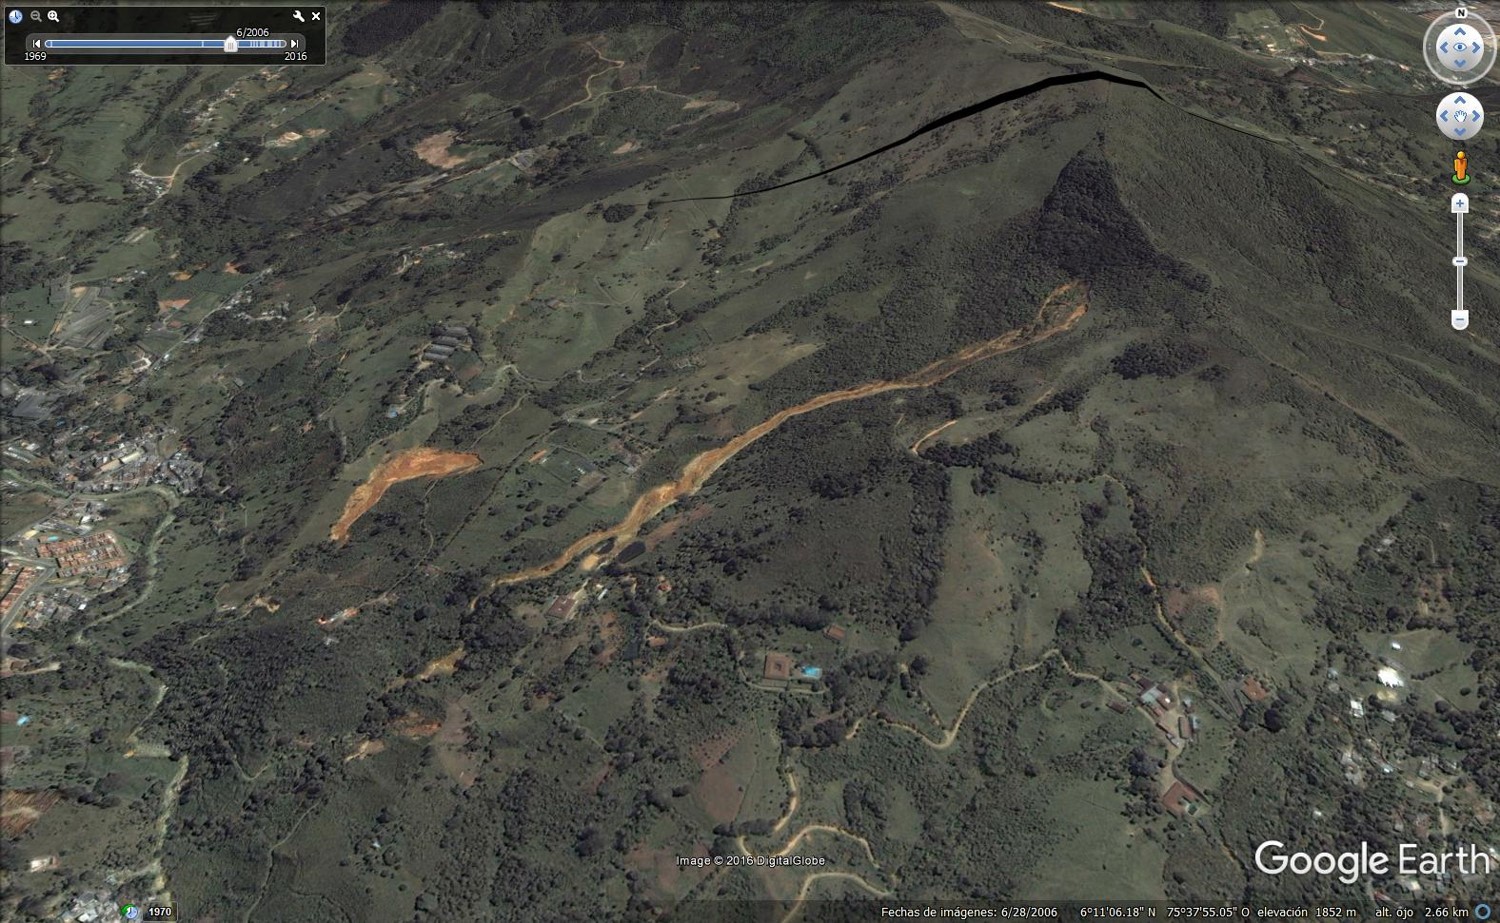 6/2006
1969
2016
N
Image © 2016 DigitalGlobe
Google Earth
1970
Fechas de imágenes: 6/28/2006 6°11'06.18" N 75°37'55.05" O elevación 1852 m alt. ojo 2.66 km